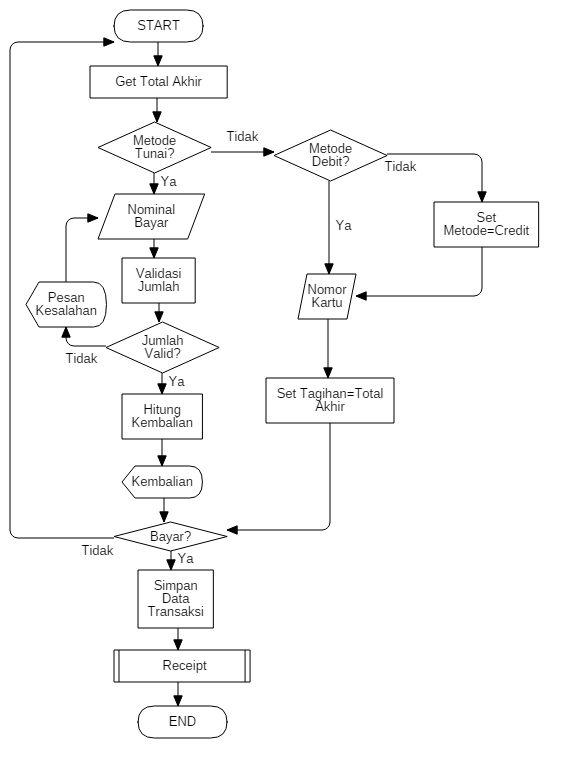 START
Get Total Akhir
Metode
Tunai?
Tidak
Metode
Debit?
Tidak
Ya
Nominal
Bayar
Set
Metode=Credit
Ya
Validasi
Jumlah
Nomor
Kartu
Pesan
Kesalahan
Jumlah
Valid?
Tidak
Ya
Set Tagihan=Total
Akhir
Hitung
Kembalian
Kembalian
Bayar?
Tidak
Ya
Simpan
Data
Transaksi
Receipt
END